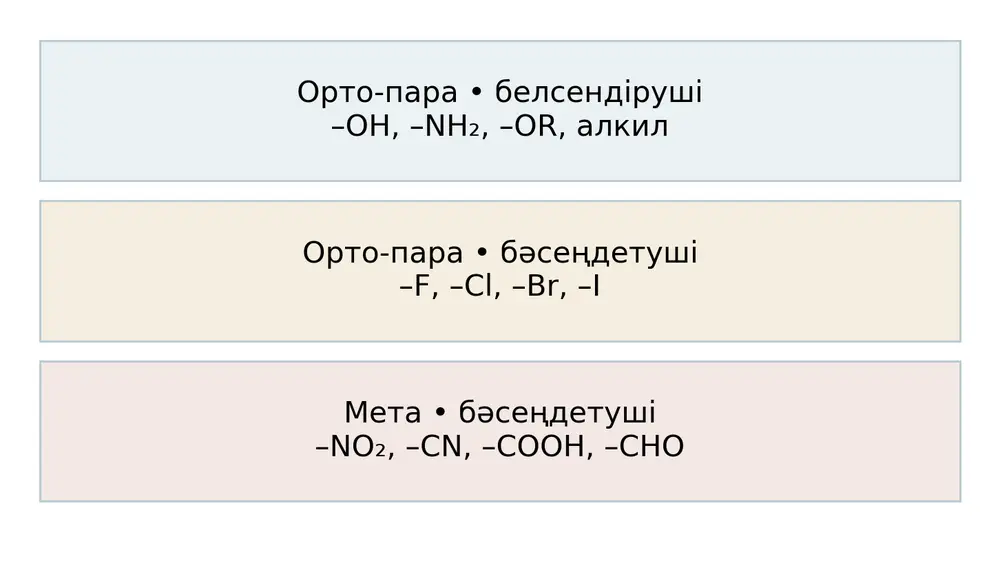 Орто-пара • белсендіруші
–OH, –NH₂, –OR, алкил
Орто-пара • бәсеңдетуші
–F, –Cl, –Br, –I
Мета • бәсеңдетуші
–NO₂, –CN, –COOH, –CHO